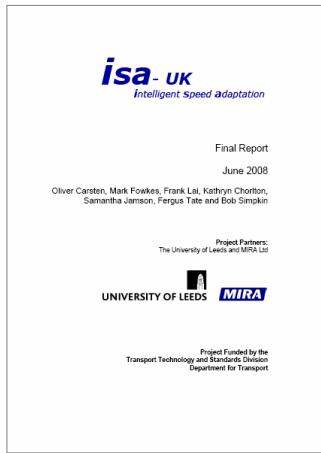 isa- UK
intelligent speed adaptation
Final Report
June 2008
Oliver Carsten, Mark Fowkes, Frank Lai, Kathryn Chorlton,
Samantha Jamson, Fergus Tate and Bob Simpkin
Project Partners:
The University of Leeds and MIRA Ltd
UNIVERSITY OF LEEDS MIRA
Project Funded by the
Transport Technology and Standards Division
Department for Transport